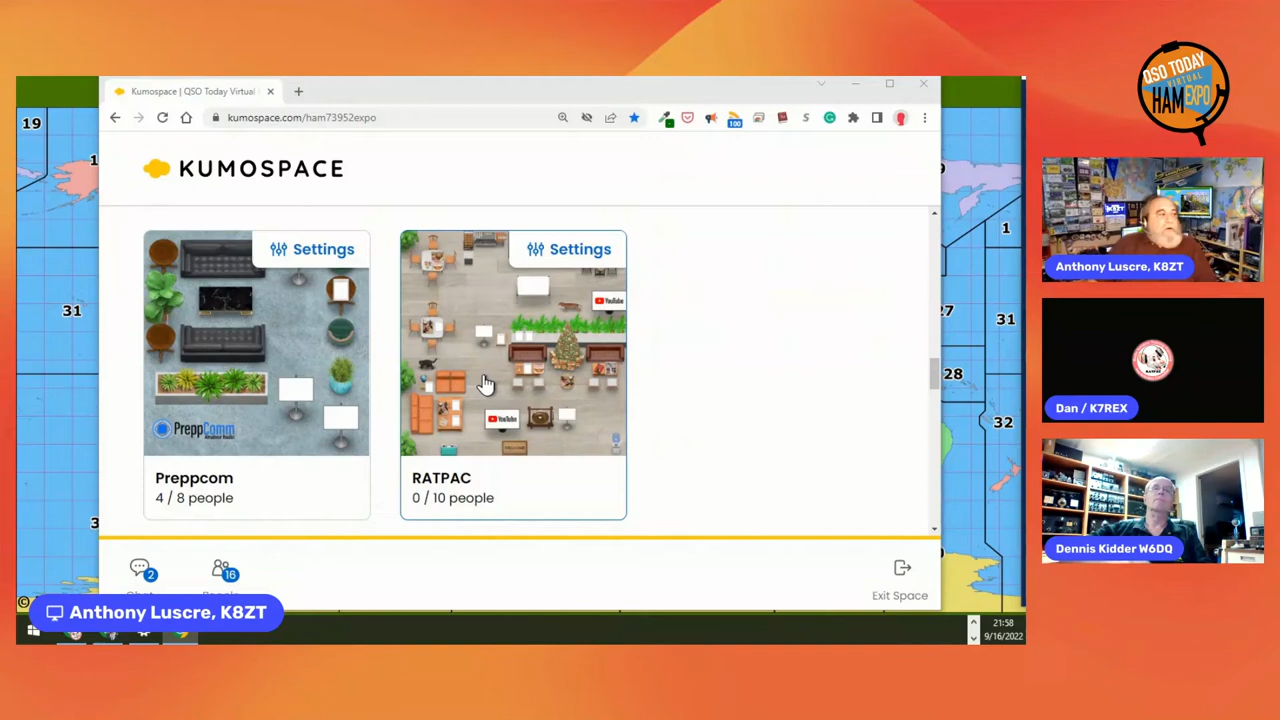 QSO TODAY
VIRTUAL
HAM EXPO
Kumospace | QSO Today Virtual
kumospace.com/ham73952expo
100
KUMOSPACE
Settings
Settings
YouTube
YouTube
PreppComm
Preppcom
4 / 8 people
RATPAC
0 / 10 people
2
16
Exit Space
Anthony Luscre, K8ZT
21:58
9/16/2022
19
31
1
27
31
28
32
Anthony Luscre, K8ZT
Dan / K7REX
Dennis Kidder W6DQ